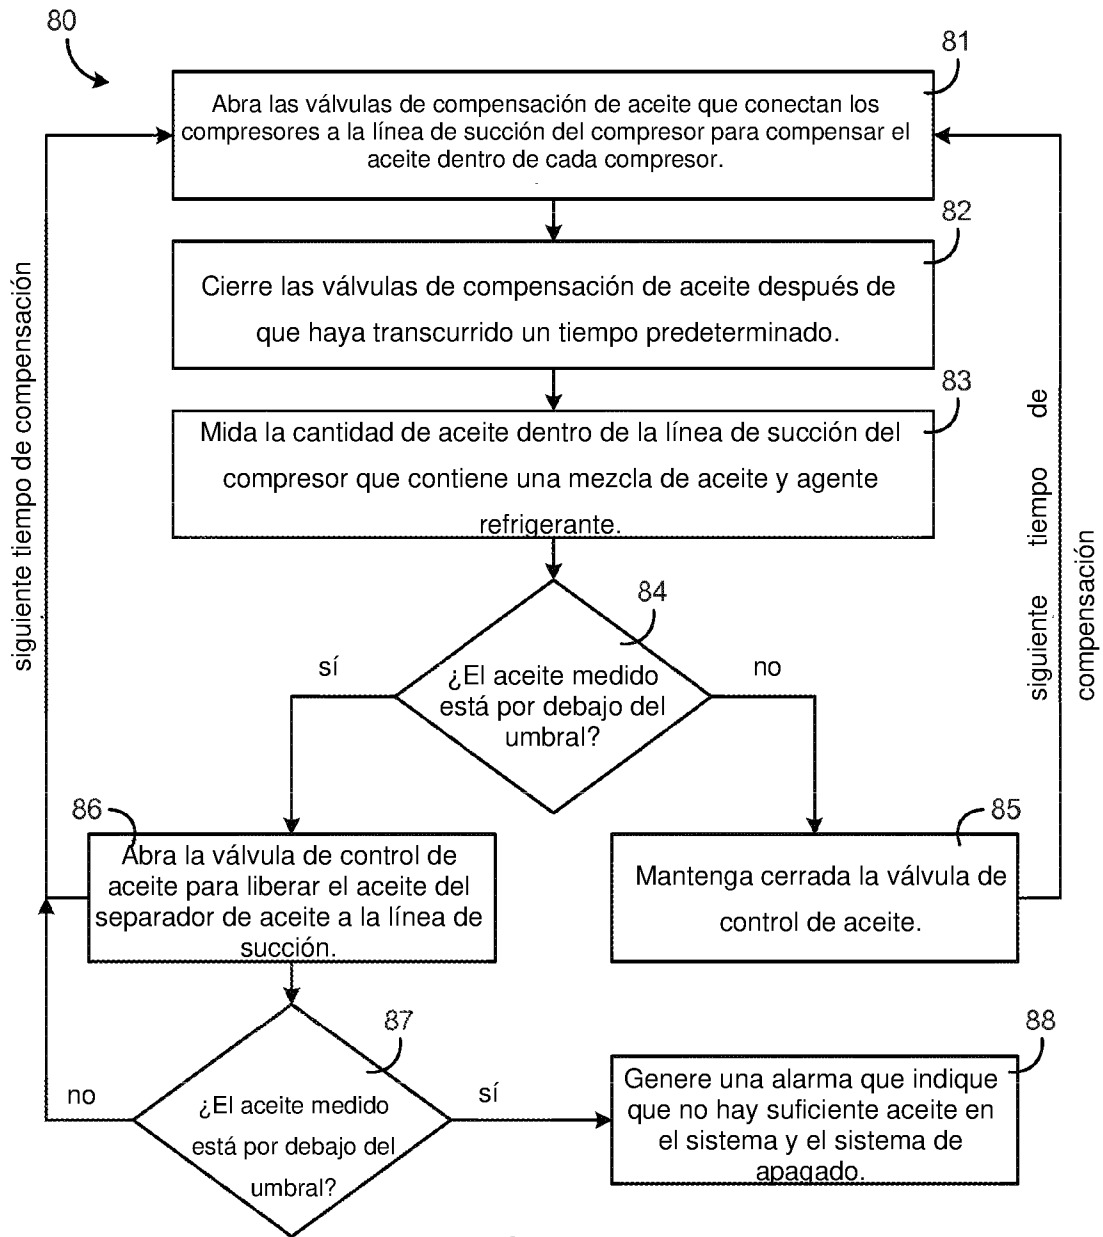 80
81
Abra las válvulas de compensación de aceite que conectan los
compresores a la línea de succión del compresor para compensar el
aceite dentro de cada compresor.
82
Cierre las válvulas de compensación de aceite después de
que haya transcurrido un tiempo predeterminado.
83
Mida la cantidad de aceite dentro de la línea de succión del
compresor que contiene una mezcla de aceite y agente
refrigerante.
siguiente tiempo de compensación
siguiente tiempo de
compensación
84
¿El aceite medido
está por debajo del
umbral?
sí
no
86
Abra la válvula de control de
aceite para liberar el aceite del
separador de aceite a la línea de
succión.
85
Mantenga cerrada la válvula de
control de aceite.
87
¿El aceite medido
está por debajo del
umbral?
no
sí
88
Genere una alarma que indique
que no hay suficiente aceite en
el sistema y el sistema de
apagado.